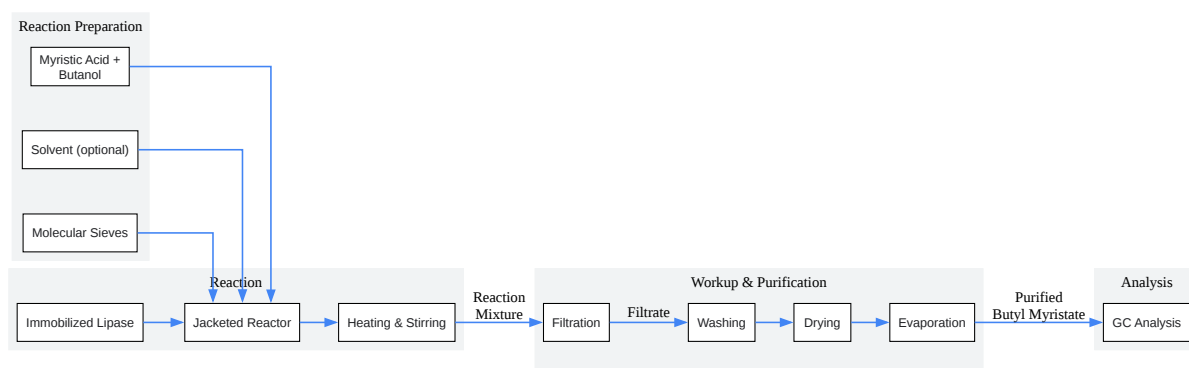 Reaction Preparation
Myristic Acid +
Butanol
Solvent (optional)
Molecular Sieves
Reaction
Immobilized Lipase
Jacketed Reactor
Heating & Stirring
Reaction
Mixture
Workup & Purification
Filtration
Filtrate
Washing
Drying
Evaporation
Purified
Butyl Myristate
Analysis
GC Analysis